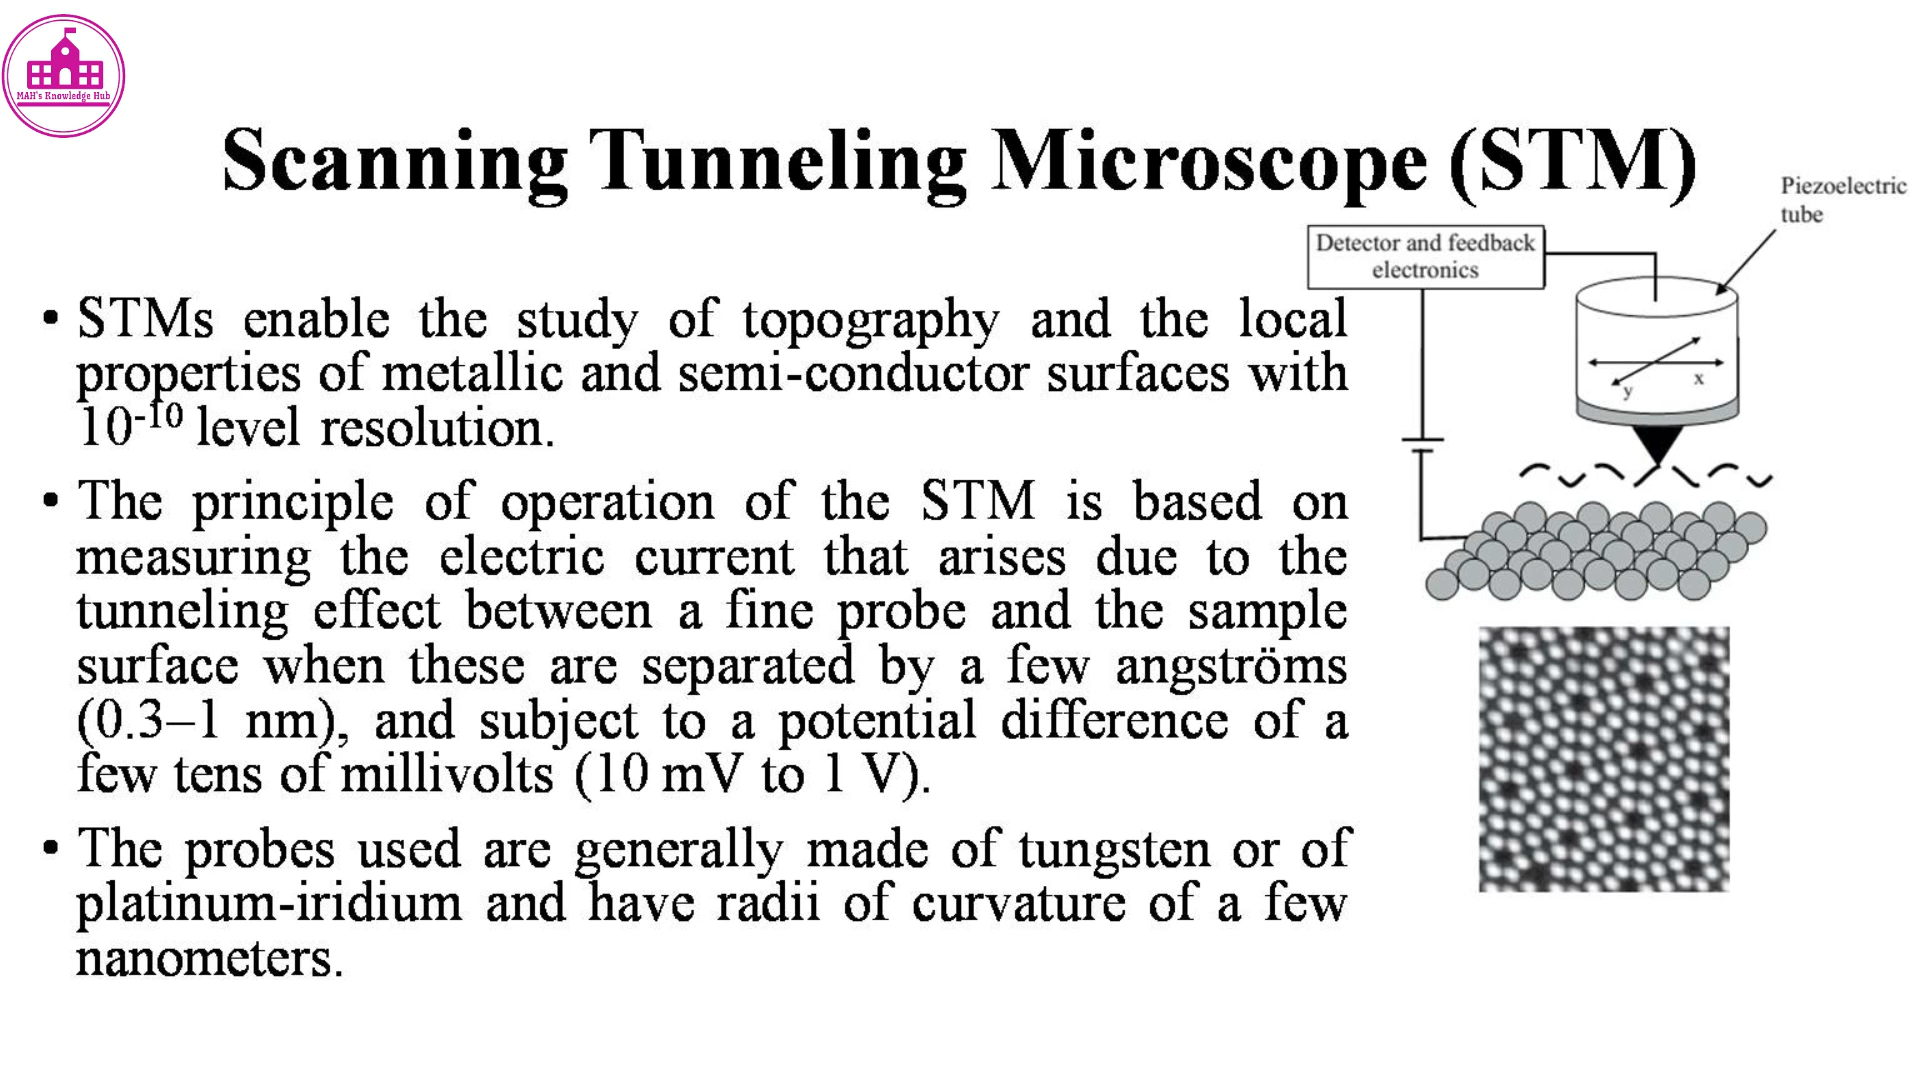 MAH's Knowledge Hub
Scanning Tunneling Microscope (STM)
Piezoelectric
tube
Detector and feedback
electronics
x
y
• STMs enable the study of topography and the local
properties of metallic and semi-conductor surfaces with
10⁻¹⁰ level resolution.
• The principle of operation of the STM is based on
measuring the electric current that arises due to the
tunneling effect between a fine probe and the sample
surface when these are separated by a few angströms
(0.3–1 nm), and subject to a potential difference of a
few tens of millivolts (10 mV to 1 V).
• The probes used are generally made of tungsten or of
platinum-iridium and have radii of curvature of a few
nanometers.